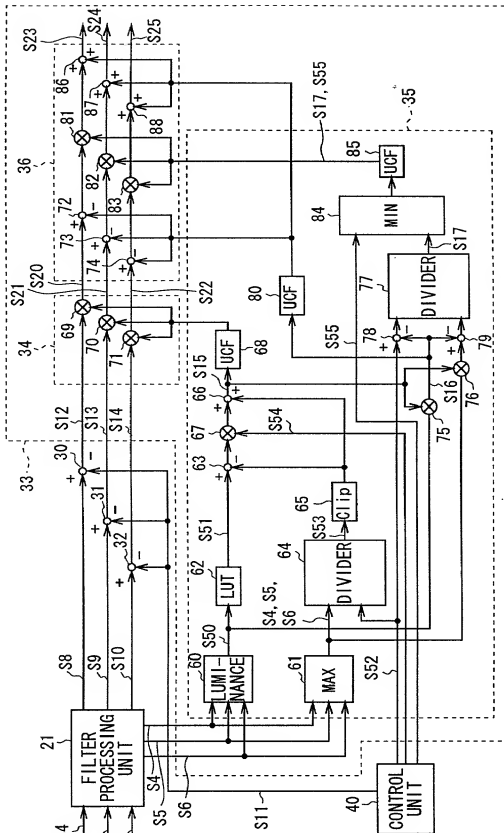 S23
S24
S25
86
87
88
+
+
+
+
+
+
36
81
82
83
72
73
74
+
−
+
−
+
−
S20
S21
S22
34
69
70
71
S12
S13
S14
33
30
31
32
+
−
+
−
+
−
S8
S9
S10
21
FILTER PROCESSING UNIT
4
S4
S5
S6
S11
40
CONTROL UNIT
35
S17, S55
85
UCF
84
MIN
S17
77
DIVIDER
S55
78
79
+
−
+
−
80
UCF
S16
75
76
68
UCF
S15
66
+
+
67
63
+
−
S54
65
Clip
S53
64
DIVIDER
S51
62
LUT
S50
S4, S5, S6
60
LUMI-NANCE
61
MAX
S52